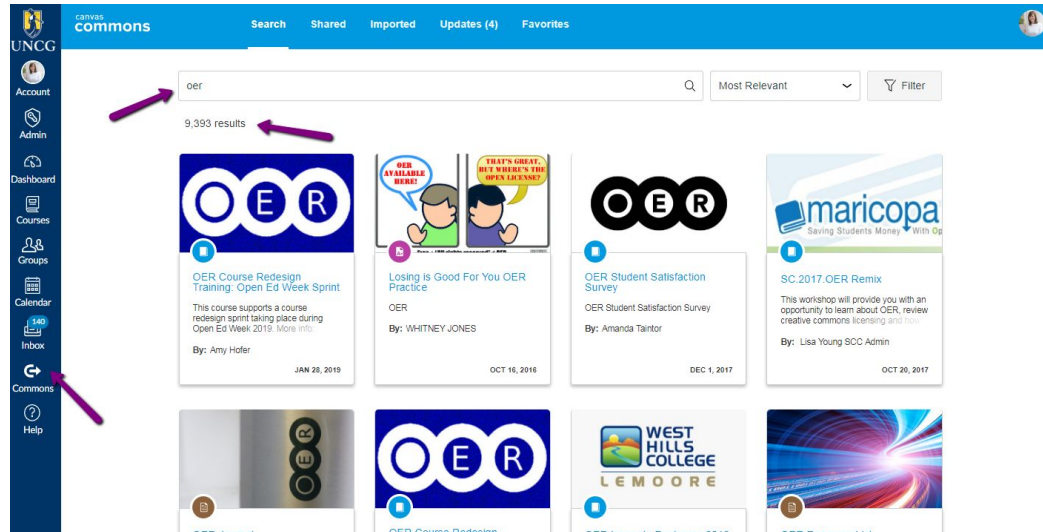 UNCG
Account
Admin
Dashboard
Courses
Groups
Calendar
140
Inbox
Commons
Help
canvas
commons
Search Shared Imported Updates (4) Favorites
oer
Most Relevant
Filter
9,393 results
OER
OER Course Redesign
Training: Open Ed Week Sprint
This course supports a course
redesign sprint taking place during
Open Ed Week 2019. More info:
By: Amy Hofer
JAN 28, 2019
OER
AVAILABLE
HERE!
THAT'S GREAT,
BUT WHERE'S THE
OPEN LICENSE?
Losing is Good For You OER
Practice
OER
By: WHITNEY JONES
OCT 16, 2016
OER
OER Student Satisfaction
Survey
OER Student Satisfaction Survey
By: Amanda Taintor
DEC 1, 2017
maricopa
Saving Students Money With Op
SC.2017.OER Remix
This workshop will provide you with an
opportunity to learn about OER, review
creative commons licensing and how
By: Lisa Young SCC Admin
OCT 20, 2017
OER
OER
OER Course Redesign
WEST
HILLS
COLLEGE
LEMOORE